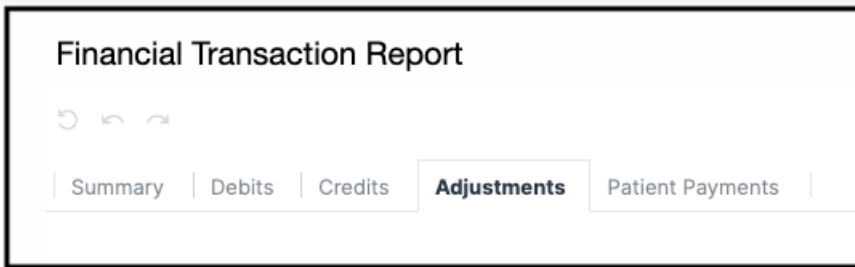 Financial Transaction Report
Summary Debits Credits Adjustments Patient Payments